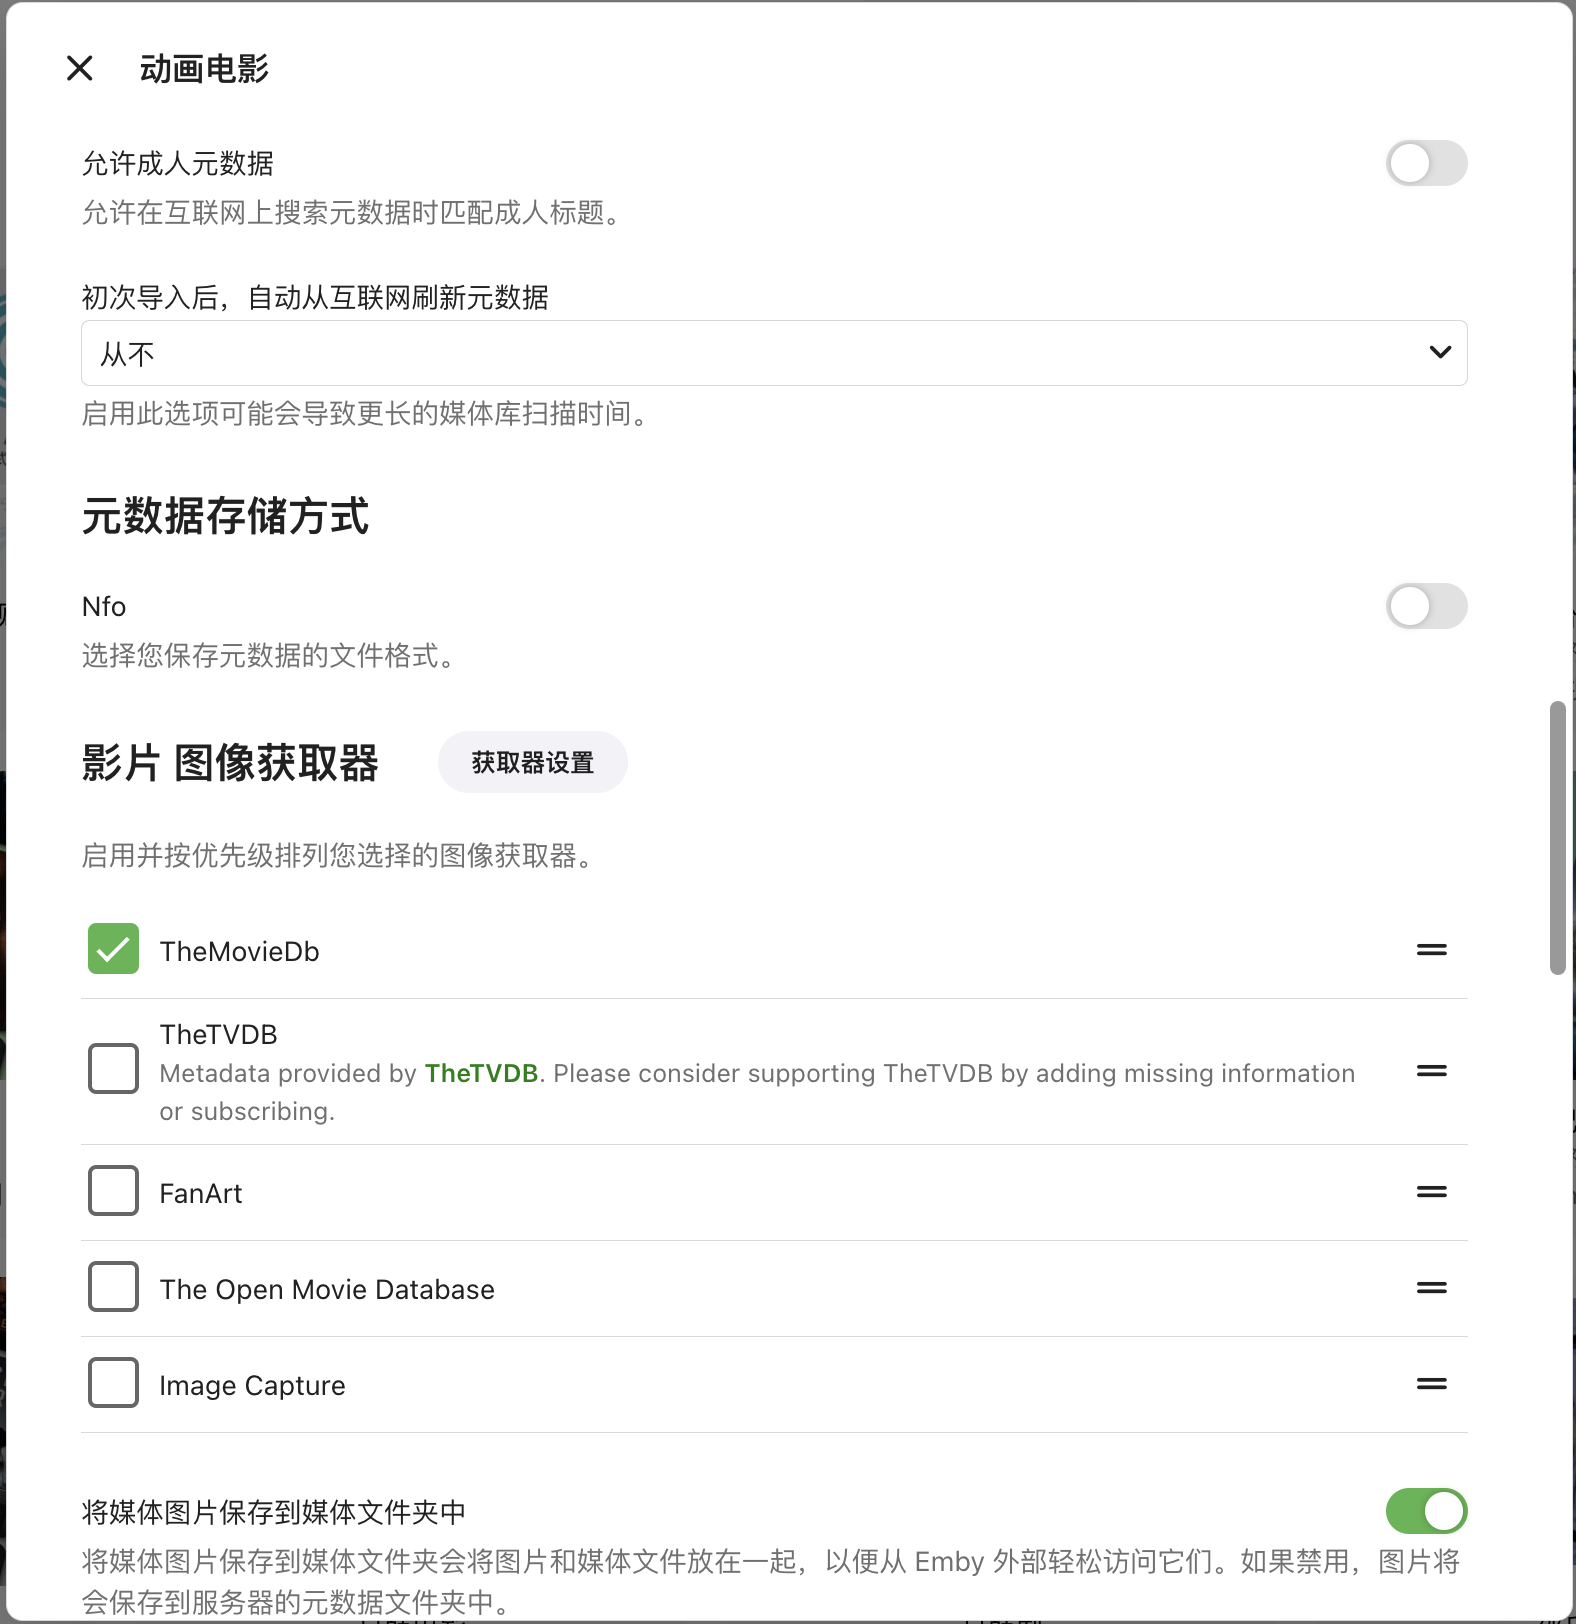 动画电影
允许成人元数据
允许在互联网上搜索元数据时匹配成人标题。
初次导入后，自动从互联网刷新元数据
从不
启用此选项可能会导致更长的媒体库扫描时间。
元数据存储方式
Nfo
选择您保存元数据的文件格式。
影片 图像获取器
获取器设置
启用并按优先级排列您选择的图像获取器。
TheMovieDb
TheTVDB
Metadata provided by TheTVDB. Please consider supporting TheTVDB by adding missing information
or subscribing.
FanArt
The Open Movie Database
Image Capture
将媒体图片保存到媒体文件夹中
将媒体图片保存到媒体文件夹会将图片和媒体文件放在一起，以便从 Emby 外部轻松访问它们。如果禁用，图片将
会保存到服务器的元数据文件夹中。